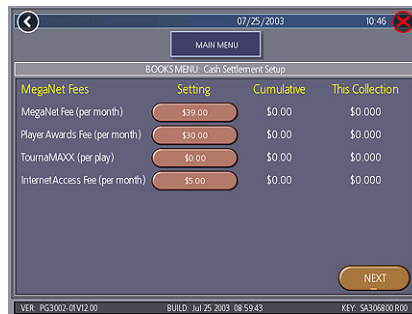 07/25/2003 10:46
MAIN MENU
BOOKS MENU: Cash Settlement Setup
MegaNet Fees Setting Cumulative This Collection
MegaNet Fee (per month) $39.00 $0.00 $0.000
Player Awards Fee (per month) $30.00 $0.00 $0.000
TournaMAXX (per play) $0.00 $0.00 $0.000
Internet Access Fee (per month) $5.00 $0.00 $0.000
NEXT
VER: PG3002-01V12.00 BUILD: Jul 25 2003 08:59:43 KEY: SA306800 R00